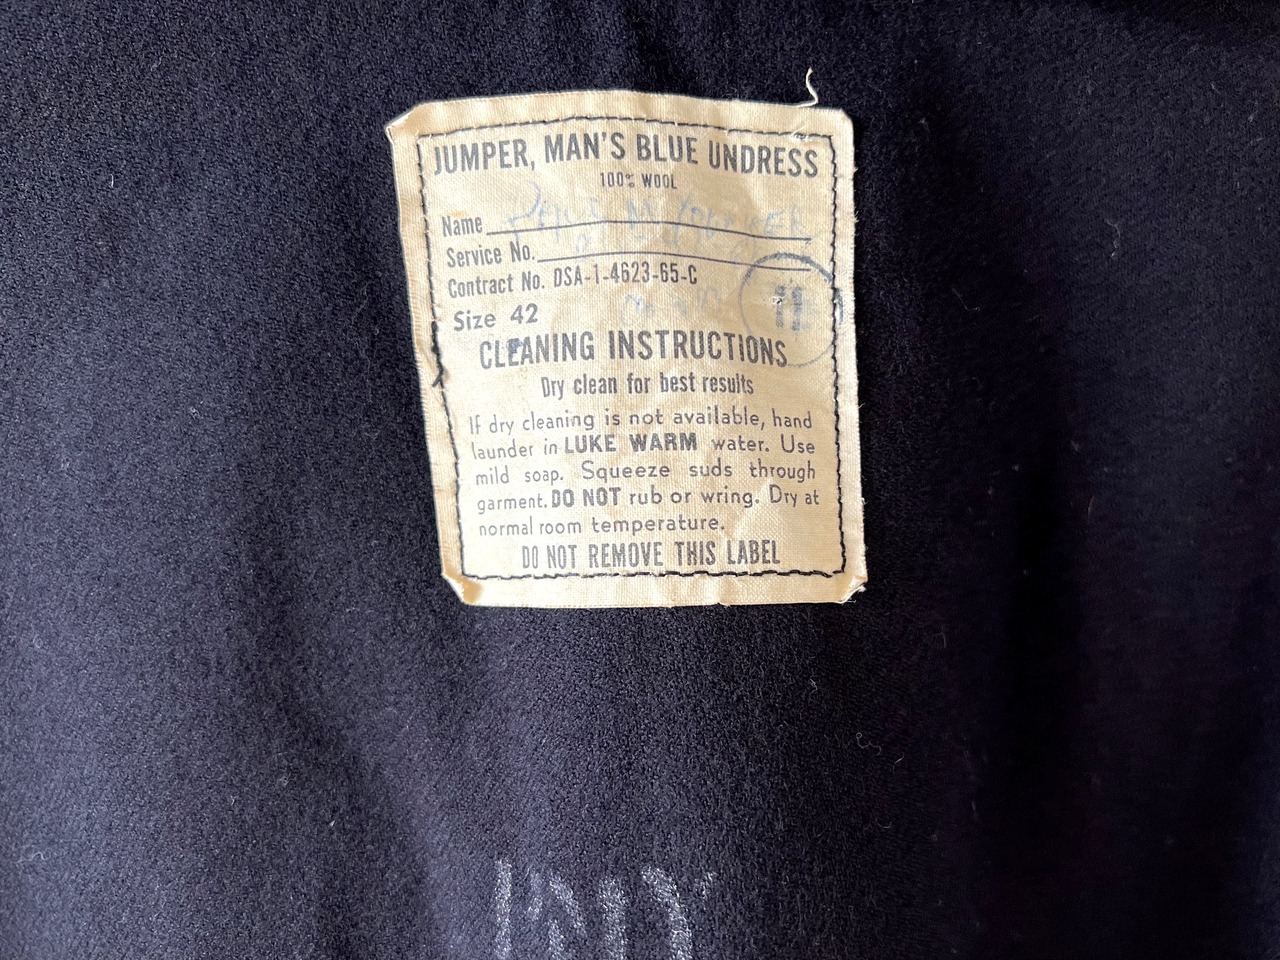 JUMPER, MAN'S BLUE UNDRESS
100% WOOL
Name
Service No.
Contract No. DSA-1-4623-65-C
Size 42
11
CLEANING INSTRUCTIONS
Dry clean for best results
If dry cleaning is not available, hand
launder in LUKE WARM water. Use
mild soap. Squeeze suds through
garment. DO NOT rub or wring. Dry at
normal room temperature.
DO NOT REMOVE THIS LABEL